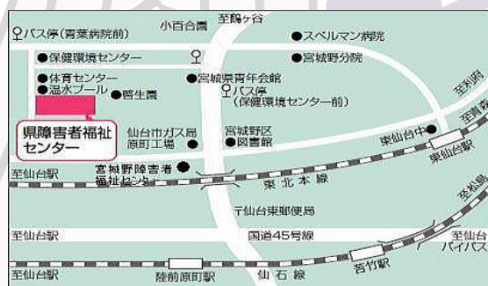 至鶴ヶ谷
小百合園
バス停(青葉病院前)
スペルマン病院
保健環境センター
宮城野分院
体育センター
温水プール
宮城県青年会館
啓生園
バス停
(保健環境センター前)
至利府
至青森
県障害者福祉
センター
仙台市ガス局
原町工場
宮城野区
図書館
東仙台中
東仙台駅
宮城野障害者
福祉センター
至仙台駅
東北本線
至松島
〒仙台東郵便局
至仙台駅
国道45号線
至仙台
バイパス
苦竹駅
至仙台駅
陸前原町駅
仙石線